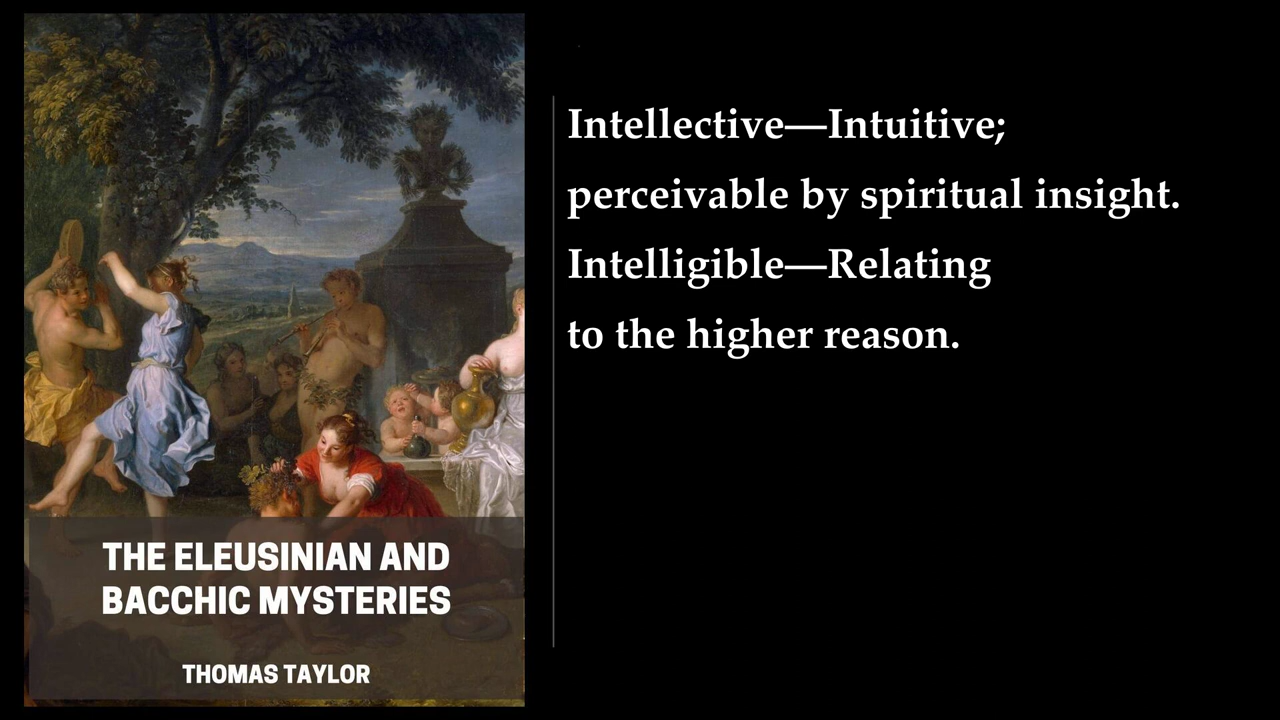 THE ELEUSINIAN AND
BACCHIC MYSTERIES
THOMAS TAYLOR
Intellective—Intuitive;
perceivable by spiritual insight.
Intelligible—Relating
to the higher reason.